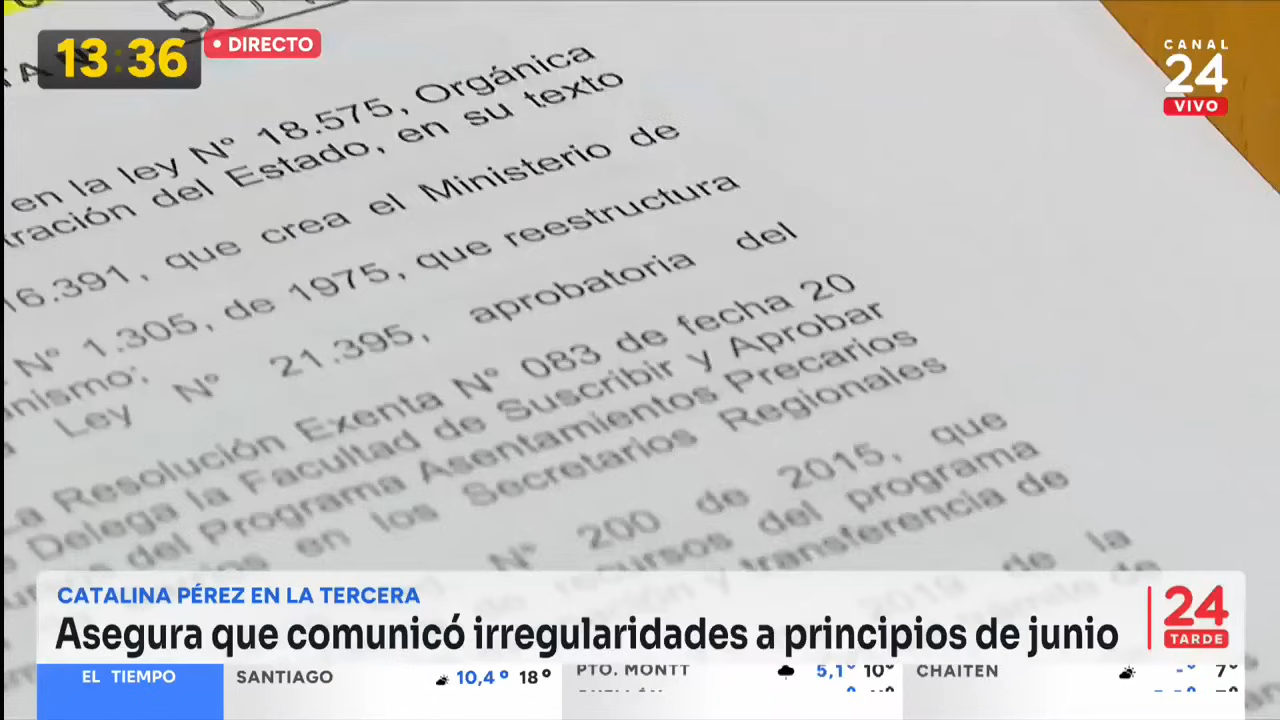 13:36
DIRECTO
CANAL
24
VIVO
en la ley N° 18.575, Orgánica
tración del Estado, en su texto
16.391, que crea el Ministerio de
N° 1.305, de 1975, que reestructura
anismo;
Ley N° 21.395, aprobatoria del
Resolución Exenta N° 083 de fecha 20
Delega la Facultad de Suscribir y Aprobar
del Programa Asentamientos Precarios
en los Secretarios Regionales
N° 200 de 2015, que
recursos del programa
y transferencia de
2019 de la
CATALINA PÉREZ EN LA TERCERA
Asegura que comunicó irregularidades a principios de junio
24
TARDE
EL TIEMPO
SANTIAGO 10,4° 18°
PTO. MONTT 5,1° 10°
CHAITEN -° 7°